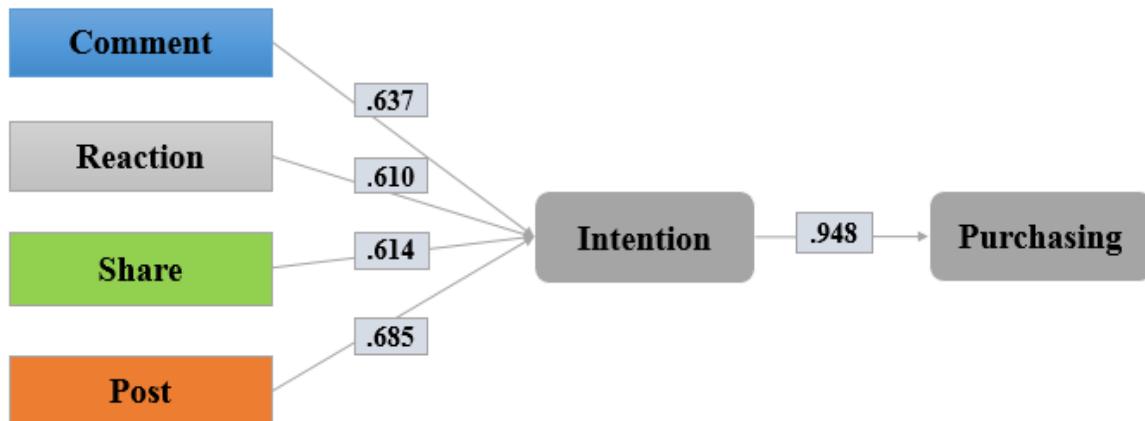 Comment
.637
Reaction
.610
Intention
.948
Purchasing
Share
.614
Post
.685